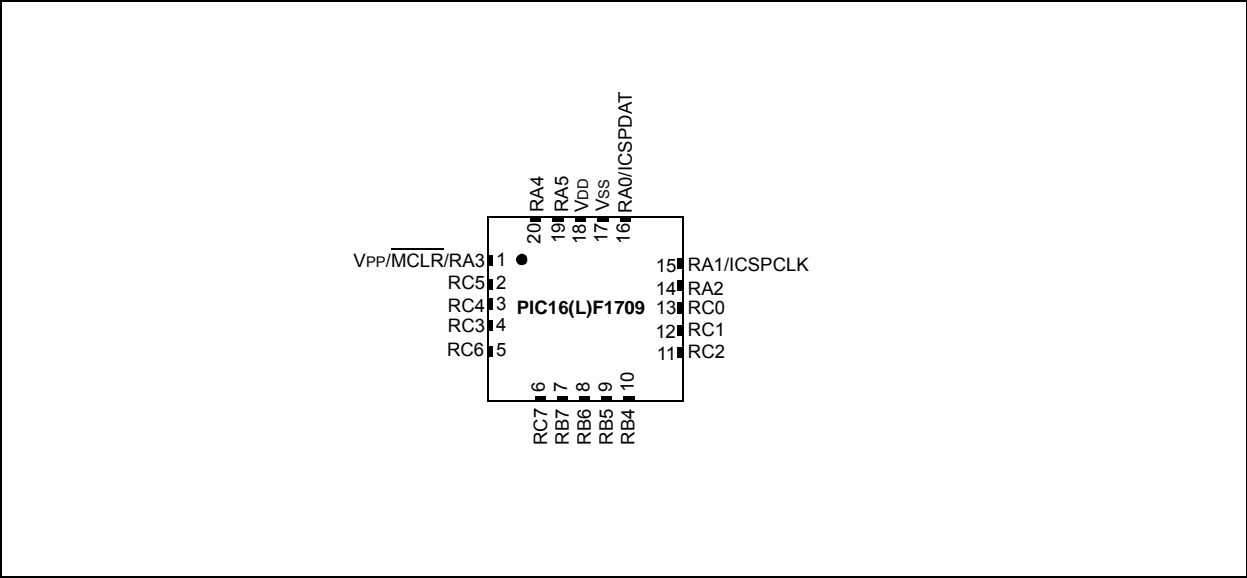 RA4
RA5
VDD
VSS
RA0/ICSPDAT
20
19
18
17
16
VPP/MCLR/RA3 1
RC5 2
RC4 3
RC3 4
RC6 5
PIC16(L)F1709
15 RA1/ICSPCLK
14 RA2
13 RC0
12 RC1
11 RC2
6
7
8
9
10
RC7
RB7
RB6
RB5
RB4